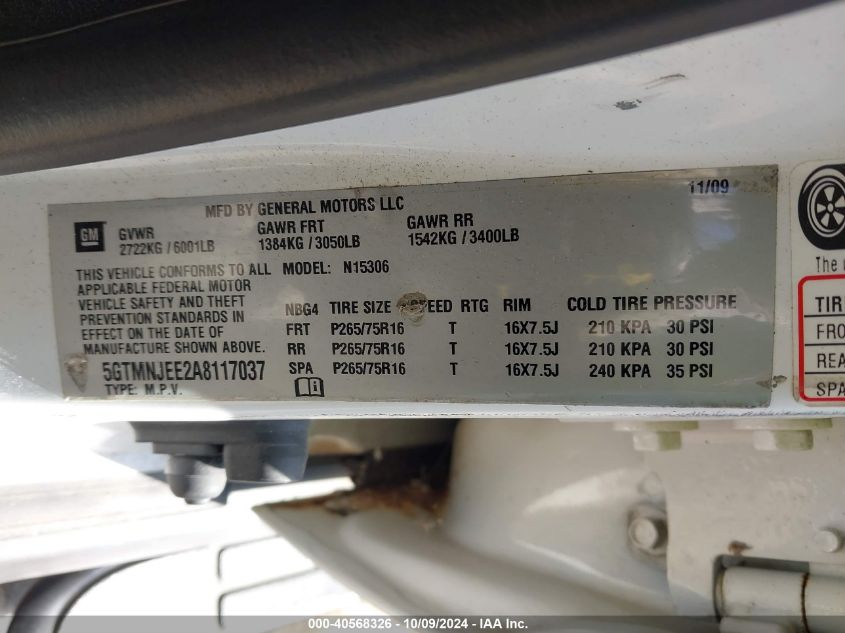 11/09
MFD BY GENERAL MOTORS LLC
GM
GVWR
2722KG / 6001LB
GAWR FRT
1384KG / 3050LB
GAWR RR
1542KG / 3400LB
THIS VEHICLE CONFORMS TO ALL
APPLICABLE FEDERAL MOTOR
VEHICLE SAFETY AND THEFT
PREVENTION STANDARDS IN
EFFECT ON THE DATE OF
MANUFACTURE SHOWN ABOVE.
MODEL: N15306
NBG4 TIRE SIZE SPEED RTG RIM COLD TIRE PRESSURE
FRT P265/75R16 T 16X7.5J 210 KPA 30 PSI
RR P265/75R16 T 16X7.5J 210 KPA 30 PSI
SPA P265/75R16 T 16X7.5J 240 KPA 35 PSI
5GTMNJEE2A8117037
TYPE: M.P.V.
The
TIR
FRO
REA
SPA
000-40568326 - 10/09/2024 - IAA Inc.